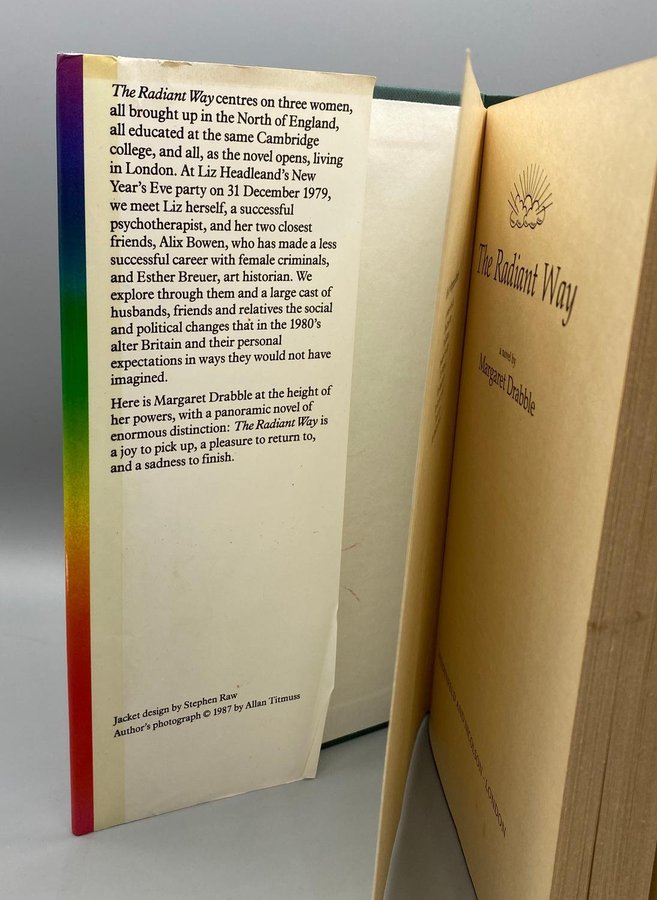 The Radiant Way centres on three women,
all brought up in the North of England,
all educated at the same Cambridge
college, and all, as the novel opens, living
in London. At Liz Headleand's New
Year's Eve party on 31 December 1979,
we meet Liz herself, a successful
psychotherapist, and her two closest
friends, Alix Bowen, who has made a less
successful career with female criminals,
and Esther Breuer, art historian. We
explore through them and a large cast of
husbands, friends and relatives the social
and political changes that in the 1980's
alter Britain and their personal
expectations in ways they would not have
imagined.
Here is Margaret Drabble at the height of
her powers, with a panoramic novel of
enormous distinction: The Radiant Way is
a joy to pick up, a pleasure to return to,
and a sadness to finish.
Jacket design by Stephen Raw
Author's photograph © 1987 by Allan Titmuss
The Radiant Way
a novel by
Margaret Drabble
AND NICOLSON · LONDON